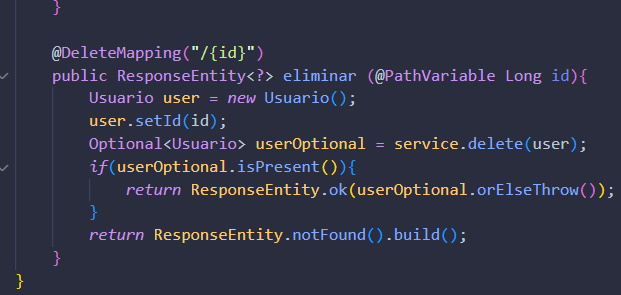 }
@DeleteMapping("/{id}")
public ResponseEntity<?> eliminar (@PathVariable Long id){
Usuario user = new Usuario();
user.setId(id);
Optional<Usuario> userOptional = service.delete(user);
if(userOptional.isPresent()){
return ResponseEntity.ok(userOptional.orElseThrow());
}
return ResponseEntity.notFound().build();
}
}